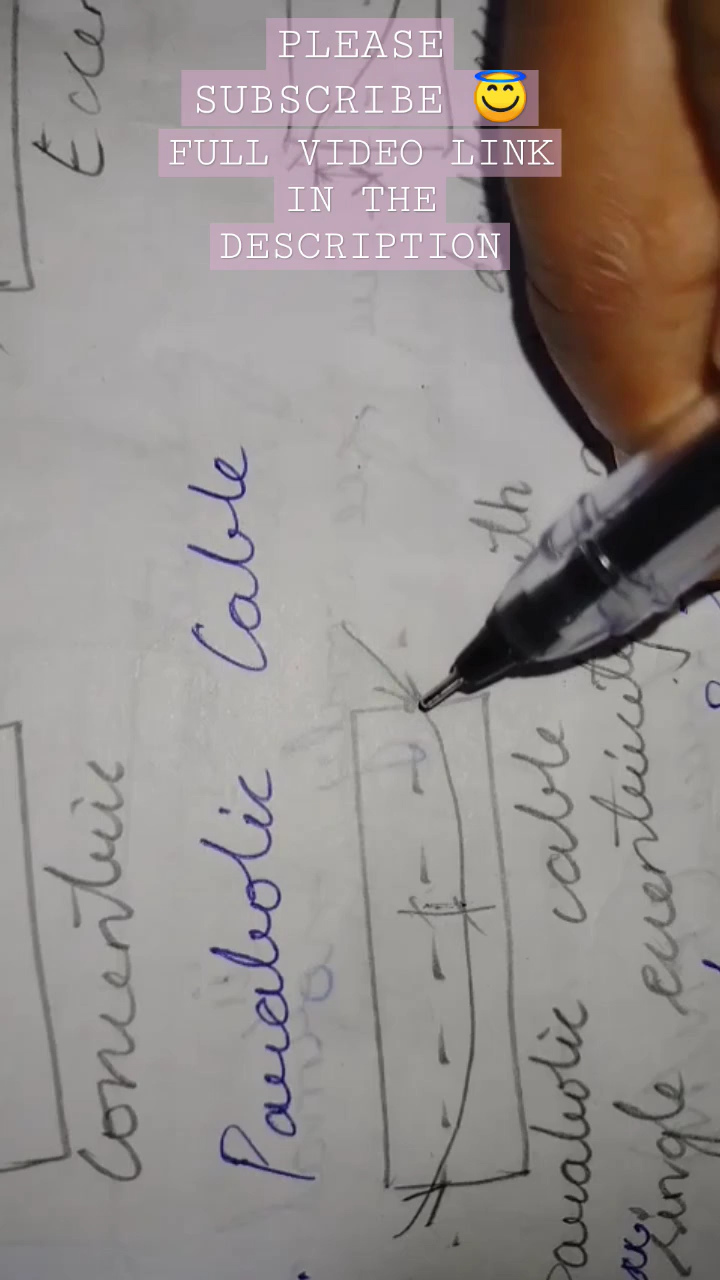 PLEASE
SUBSCRIBE 😇
FULL VIDEO LINK
IN THE
DESCRIPTION
Concentric
Parabolic Cable
Parabolic cable
Single eccentricity